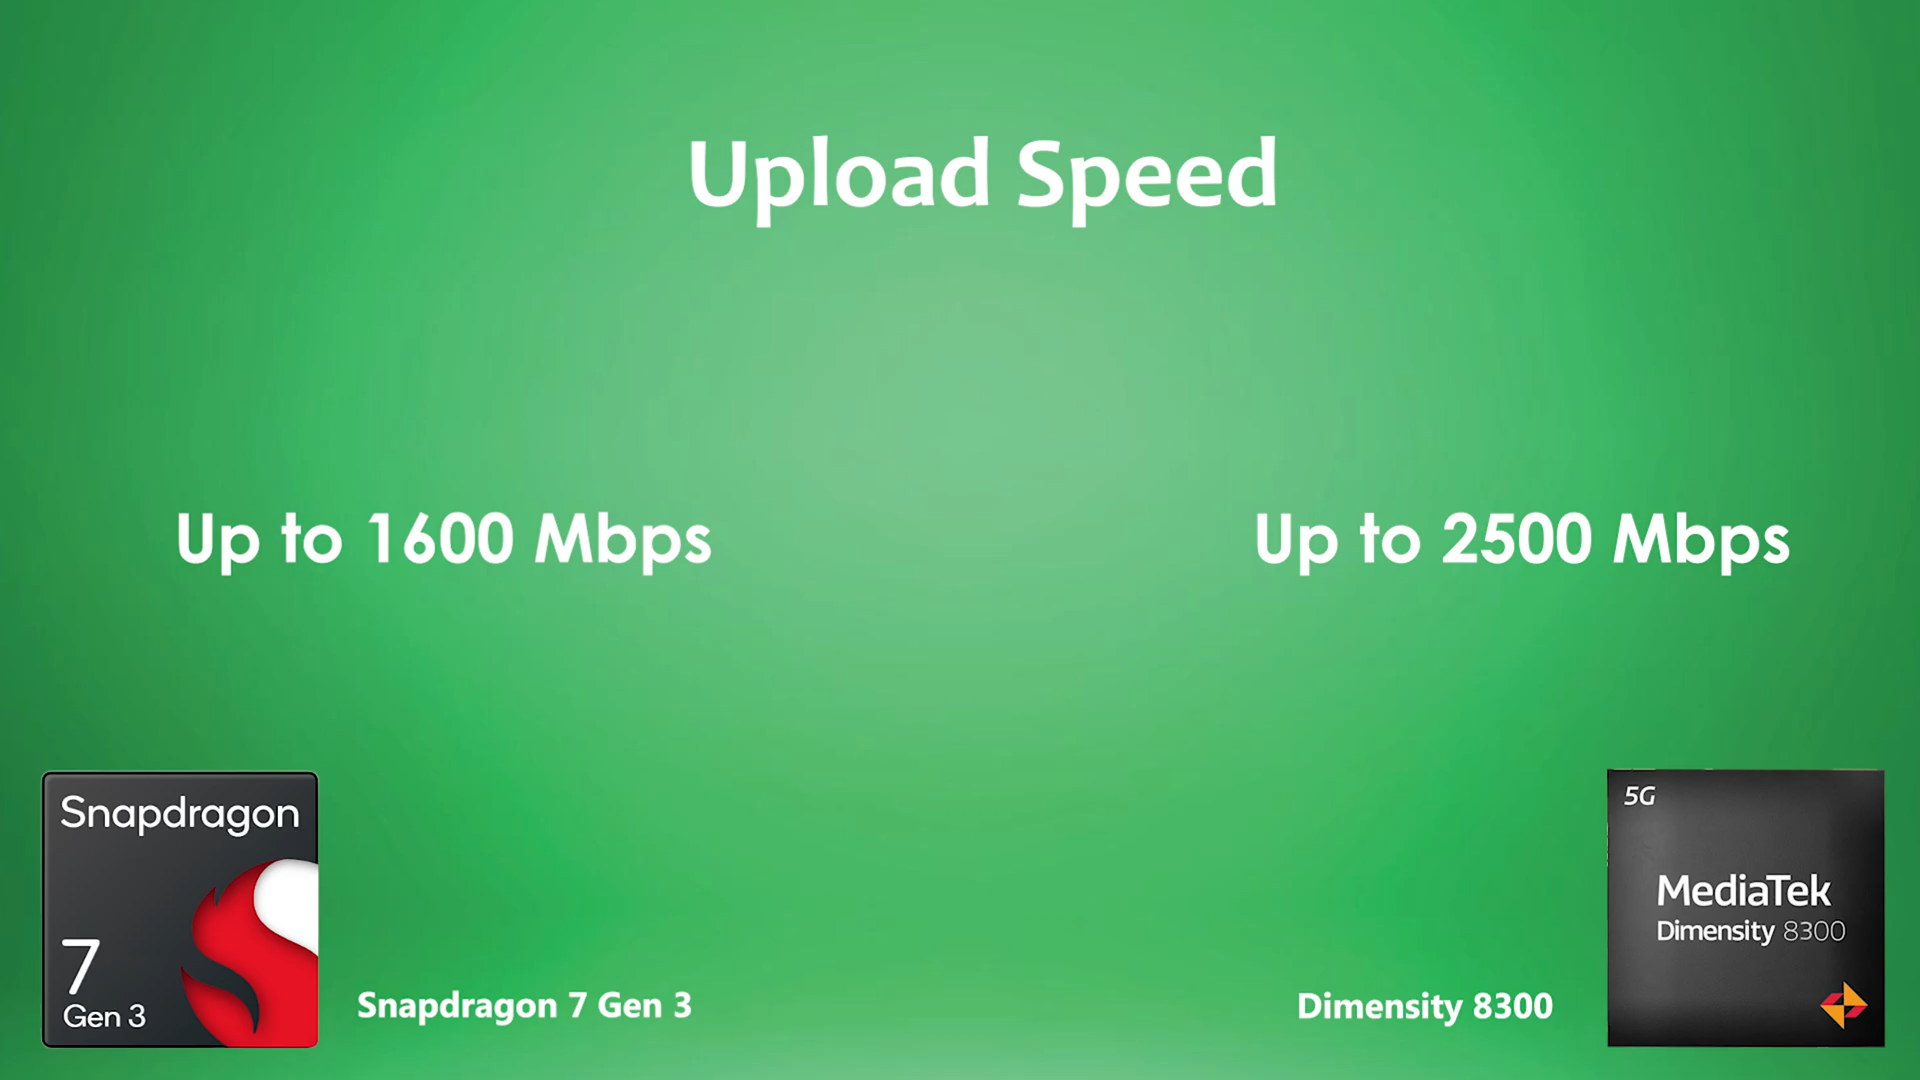 Upload Speed
Up to 1600 Mbps
Up to 2500 Mbps
Snapdragon
7
Gen 3
Snapdragon 7 Gen 3
Dimensity 8300
5G
MediaTek
Dimensity 8300